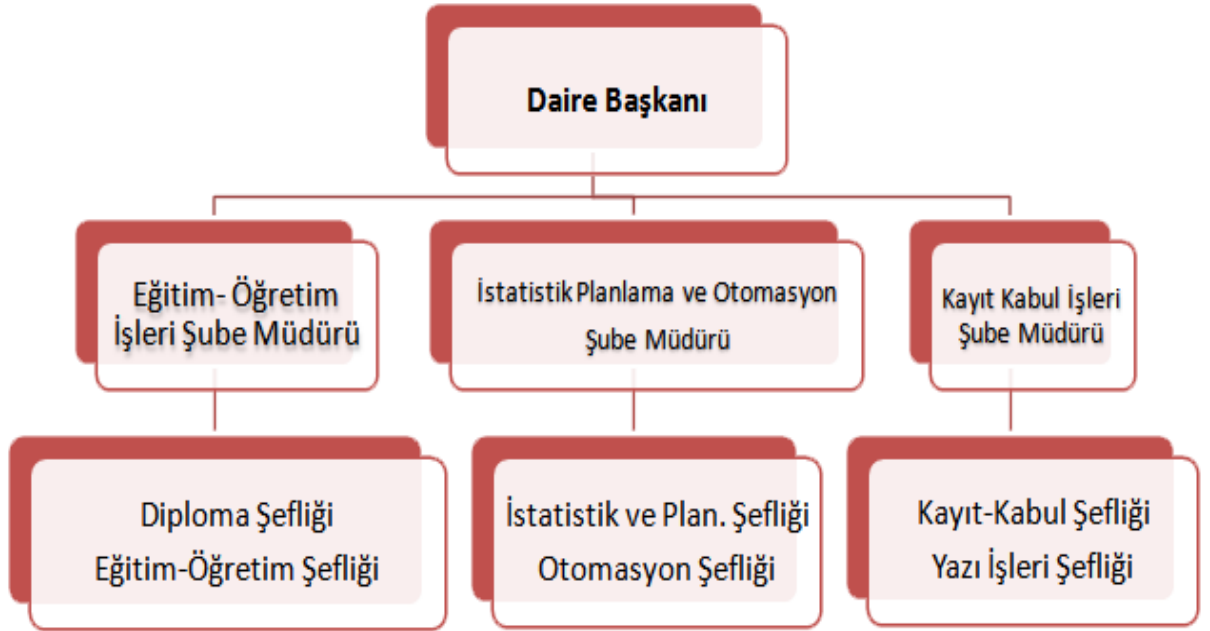 Daire Başkanı
Eğitim- Öğretim
İşleri Şube Müdürü
İstatistik Planlama ve Otomasyon
Şube Müdürü
Kayıt Kabul İşleri
Şube Müdürü
Diploma Şefliği
Eğitim-Öğretim Şefliği
İstatistik ve Plan. Şefliği
Otomasyon Şefliği
Kayıt-Kabul Şefliği
Yazı İşleri Şefliği